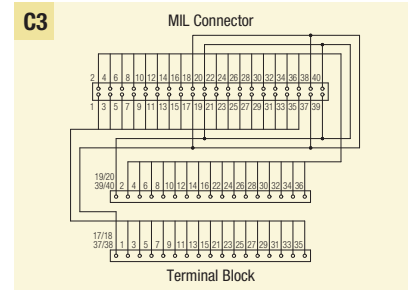 C3
MIL Connector
2 4 6 8 10 12 14 16 18 20 22 24 26 28 30 32 34 36 38 40
1 3 5 7 9 11 13 15 17 19 21 23 25 27 29 31 33 35 37 39
19/20
39/40 2 4 6 8 10 12 14 16 22 24 26 28 30 32 34 36
17/18
37/38 1 3 5 7 9 11 13 15 21 23 25 27 29 31 33 35
Terminal Block